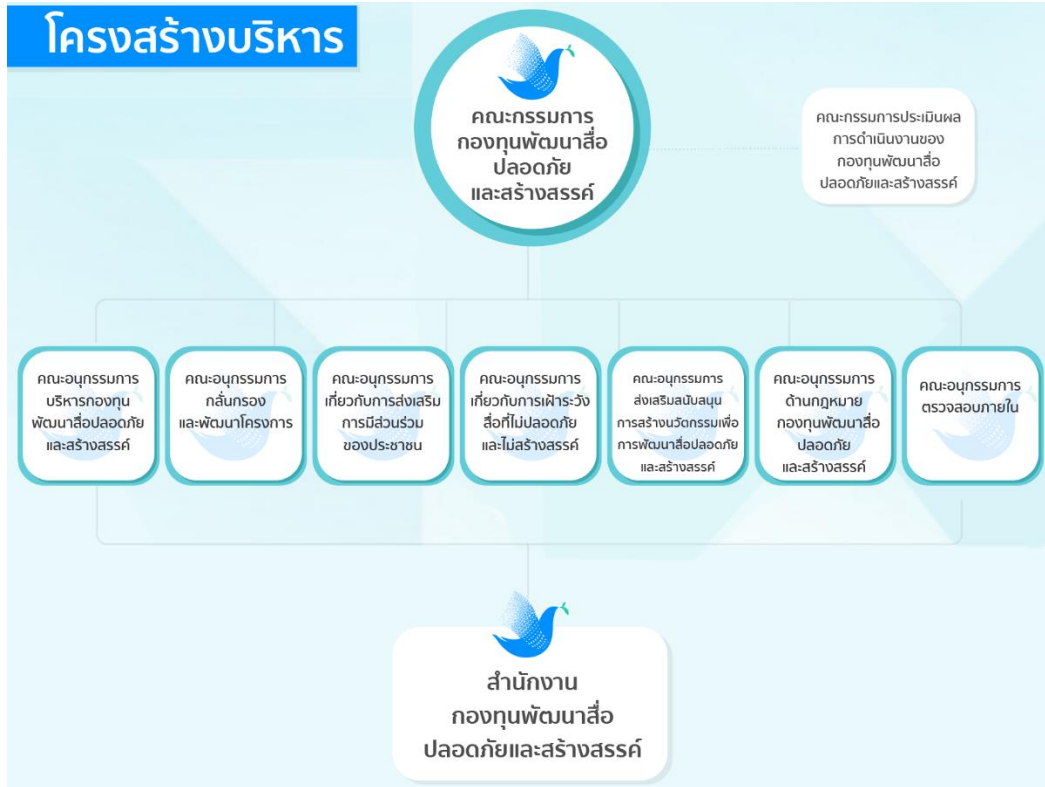 โครงสร้างบริหาร
คณะกรรมการ
กองทุนพัฒนาสื่อ
ปลอดภัย
และสร้างสรรค์
คณะกรรมการประเมินผล
การดำเนินงานของ
กองทุนพัฒนาสื่อ
ปลอดภัยและสร้างสรรค์
คณะอนุกรรมการ
บริหารกองทุน
พัฒนาสื่อปลอดภัย
และสร้างสรรค์
คณะอนุกรรมการ
กลั่นกรอง
และพัฒนาโครงการ
คณะอนุกรรมการ
เกี่ยวกับการส่งเสริม
การมีส่วนร่วม
ของประชาชน
คณะอนุกรรมการ
เกี่ยวกับการเฝ้าระวัง
สื่อที่ไม่ปลอดภัย
และไม่สร้างสรรค์
คณะอนุกรรมการ
ส่งเสริมสนับสนุน
การสร้างนวัตกรรมเพื่อ
การพัฒนาสื่อปลอดภัย
และสร้างสรรค์
คณะอนุกรรมการ
ด้านกฎหมาย
กองทุนพัฒนาสื่อ
ปลอดภัย
และสร้างสรรค์
คณะอนุกรรมการ
ตรวจสอบภายใน
สำนักงาน
กองทุนพัฒนาสื่อ
ปลอดภัยและสร้างสรรค์